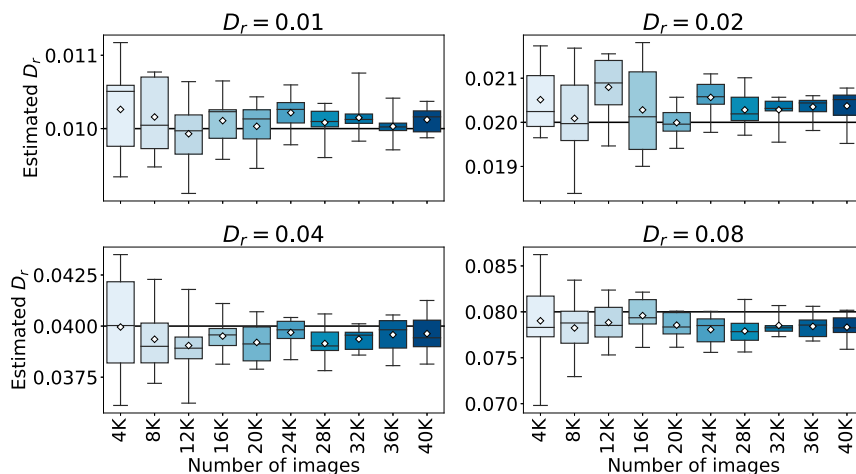 D_r = 0.01
D_r = 0.02
Estimated D_r
0.011
0.010
0.021
0.020
0.019
D_r = 0.04
D_r = 0.08
Estimated D_r
0.0425
0.0400
0.0375
0.085
0.080
0.075
0.070
4K 8K 12K 16K 20K 24K 28K 32K 36K 40K
4K 8K 12K 16K 20K 24K 28K 32K 36K 40K
Number of images
Number of images